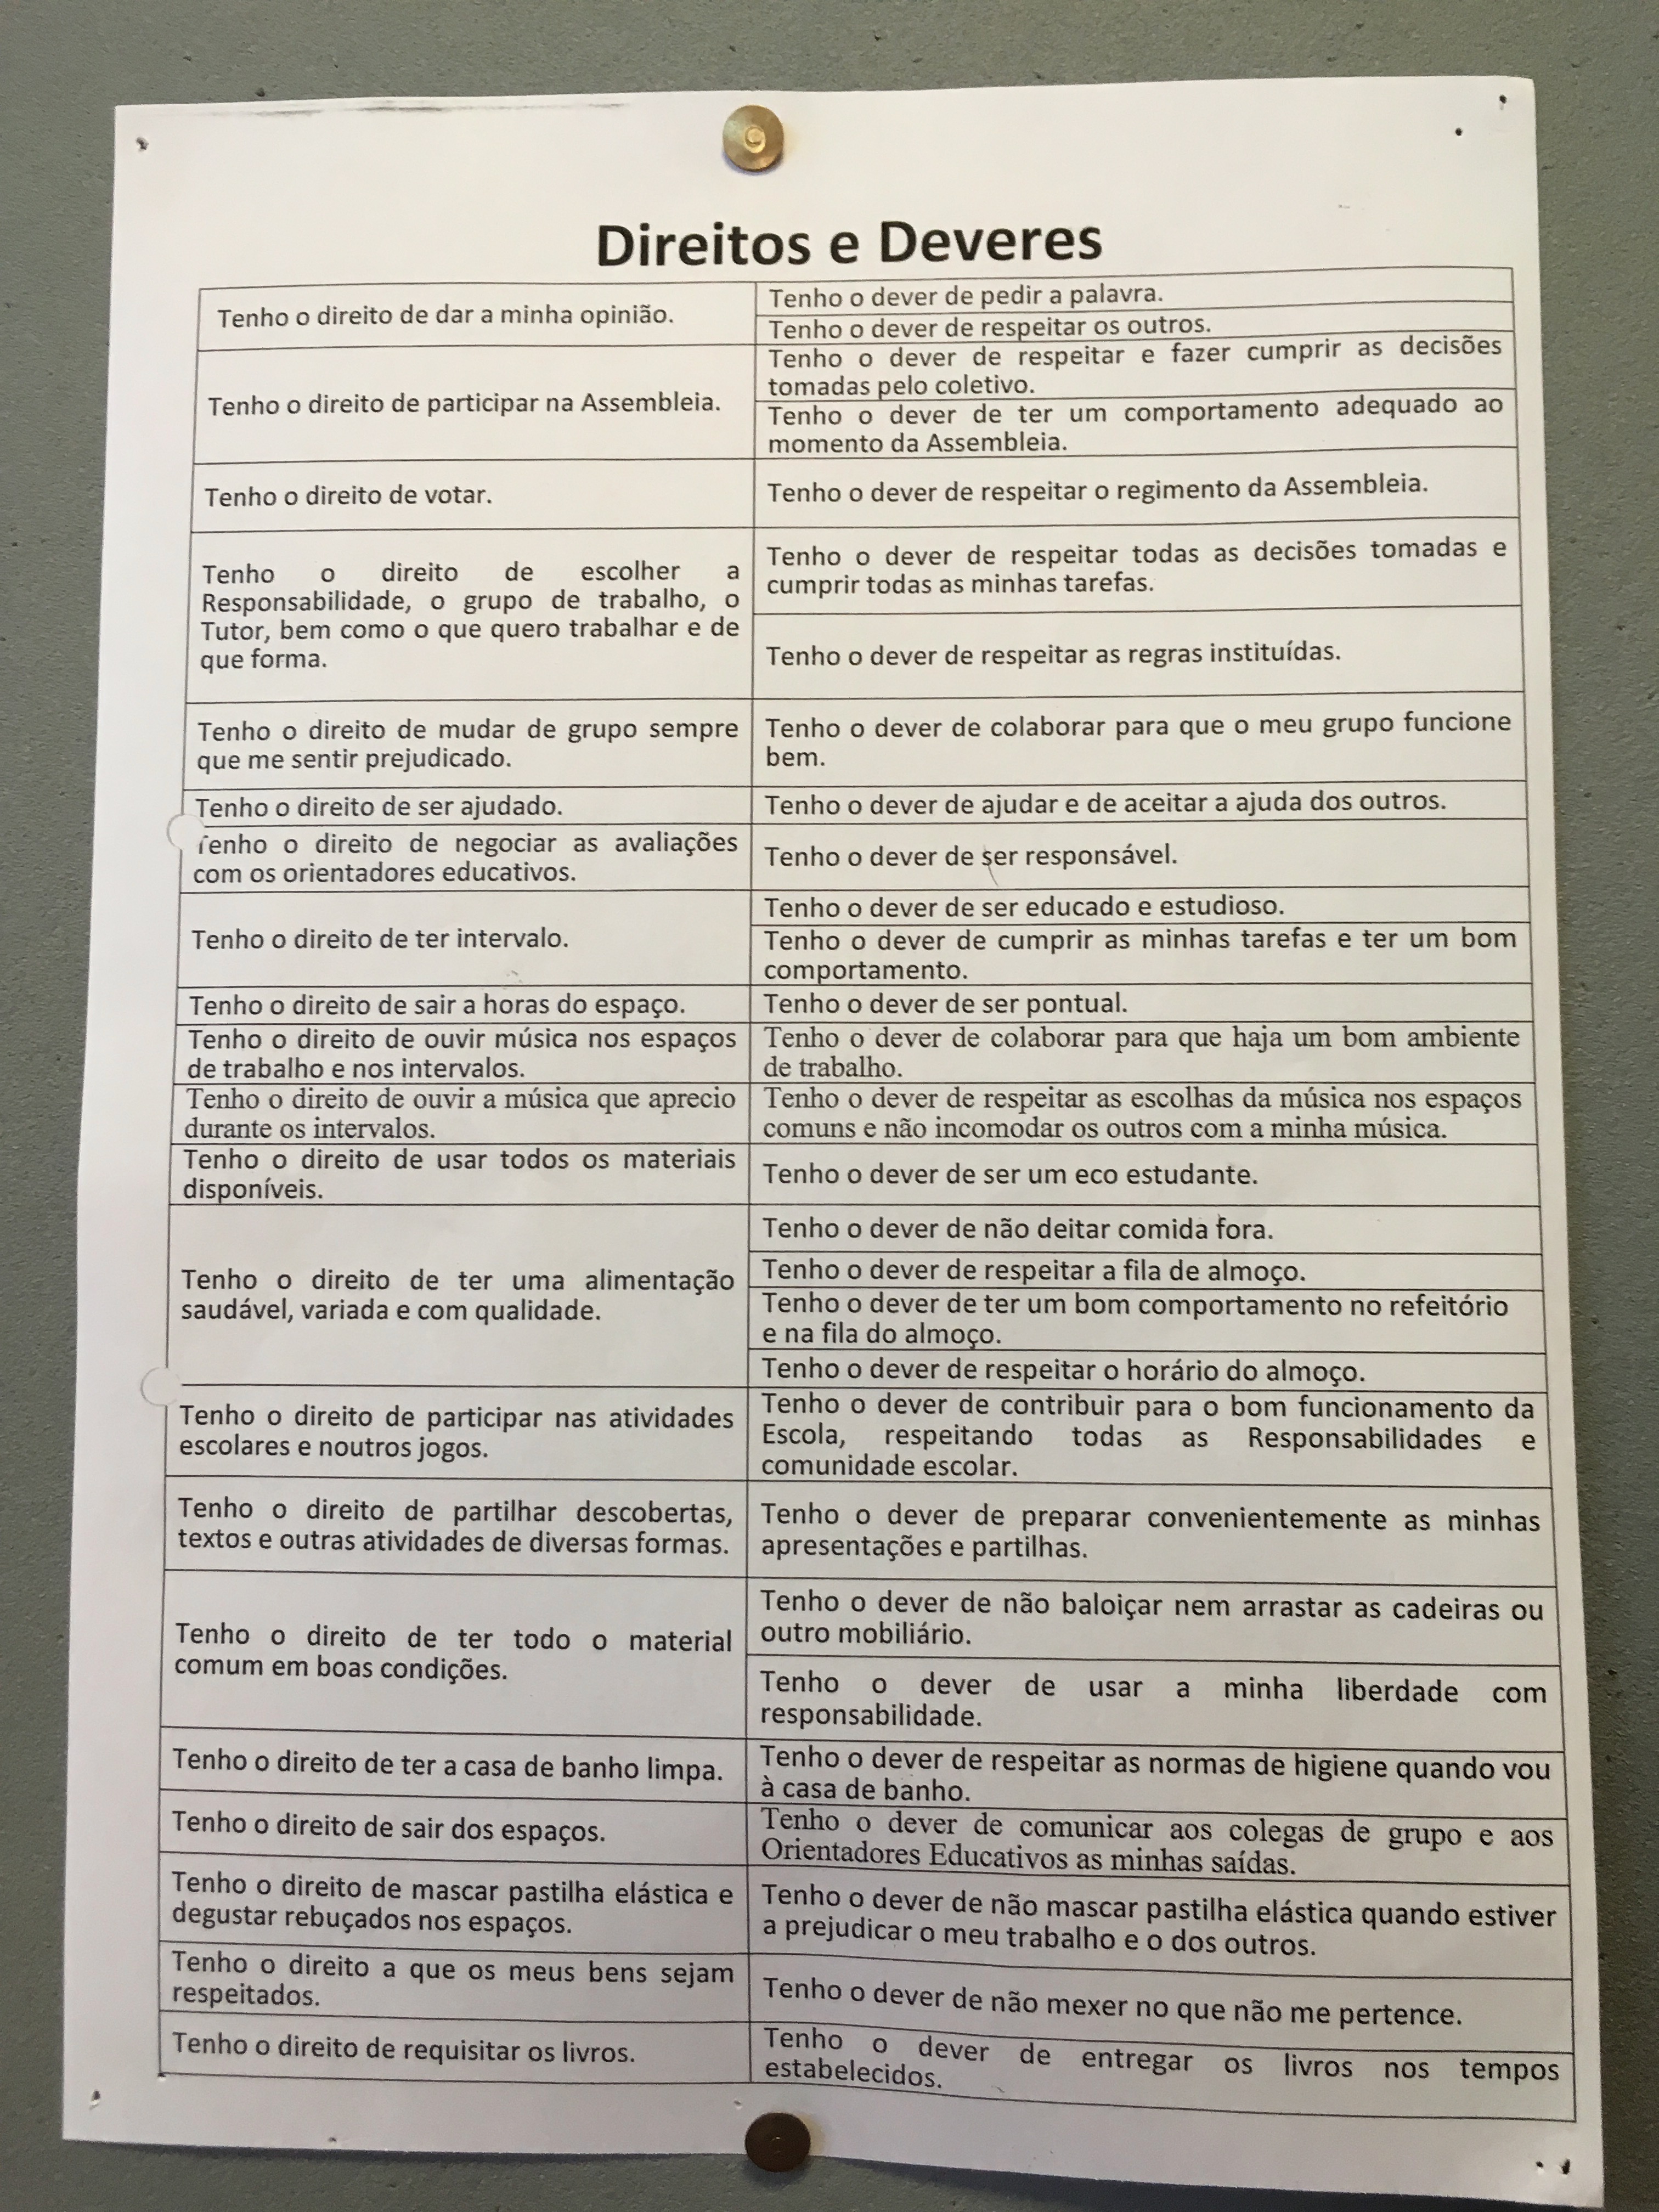 Direitos e Deveres
Tenho o direito de dar a minha opinião.
Tenho o dever de pedir a palavra.
Tenho o dever de respeitar os outros.
Tenho o direito de participar na Assembleia.
Tenho o dever de respeitar e fazer cumprir as decisões
tomadas pelo coletivo.
Tenho o dever de ter um comportamento adequado ao
momento da Assembleia.
Tenho o direito de votar.
Tenho o dever de respeitar o regimento da Assembleia.
Tenho o direito de escolher a
Responsabilidade, o grupo de trabalho, o
Tutor, bem como o que quero trabalhar e de
que forma.
Tenho o dever de respeitar todas as decisões tomadas e
cumprir todas as minhas tarefas.
Tenho o dever de respeitar as regras instituídas.
Tenho o direito de mudar de grupo sempre
que me sentir prejudicado.
Tenho o dever de colaborar para que o meu grupo funcione
bem.
Tenho o direito de ser ajudado.
Tenho o dever de ajudar e de aceitar a ajuda dos outros.
Tenho o direito de negociar as avaliações
com os orientadores educativos.
Tenho o dever de ser responsável.
Tenho o direito de ter intervalo.
Tenho o dever de ser educado e estudioso.
Tenho o dever de cumprir as minhas tarefas e ter um bom
comportamento.
Tenho o direito de sair a horas do espaço.
Tenho o dever de ser pontual.
Tenho o direito de ouvir música nos espaços
de trabalho e nos intervalos.
Tenho o dever de colaborar para que haja um bom ambiente
de trabalho.
Tenho o direito de ouvir a música que aprecio
durante os intervalos.
Tenho o dever de respeitar as escolhas da música nos espaços
comuns e não incomodar os outros com a minha música.
Tenho o direito de usar todos os materiais
disponíveis.
Tenho o dever de ser um eco estudante.
Tenho o direito de ter uma alimentação
saudável, variada e com qualidade.
Tenho o dever de não deitar comida fora.
Tenho o dever de respeitar a fila de almoço.
Tenho o dever de ter um bom comportamento no refeitório
e na fila do almoço.
Tenho o dever de respeitar o horário do almoço.
Tenho o direito de participar nas atividades
escolares e noutros jogos.
Tenho o dever de contribuir para o bom funcionamento da
Escola, respeitando todas as Responsabilidades e
comunidade escolar.
Tenho o direito de partilhar descobertas,
textos e outras atividades de diversas formas.
Tenho o dever de preparar convenientemente as minhas
apresentações e partilhas.
Tenho o direito de ter todo o material
comum em boas condições.
Tenho o dever de não baloiçar nem arrastar as cadeiras ou
outro mobiliário.
Tenho o dever de usar a minha liberdade com
responsabilidade.
Tenho o direito de ter a casa de banho limpa.
Tenho o dever de respeitar as normas de higiene quando vou
à casa de banho.
Tenho o direito de sair dos espaços.
Tenho o dever de comunicar aos colegas de grupo e aos
Orientadores Educativos as minhas saídas.
Tenho o direito de mascar pastilha elástica e
degustar rebuçados nos espaços.
Tenho o dever de não mascar pastilha elástica quando estiver
a prejudicar o meu trabalho e o dos outros.
Tenho o direito a que os meus bens sejam
respeitados.
Tenho o dever de não mexer no que não me pertence.
Tenho o direito de requisitar os livros.
Tenho o dever de entregar os livros nos tempos
estabelecidos.